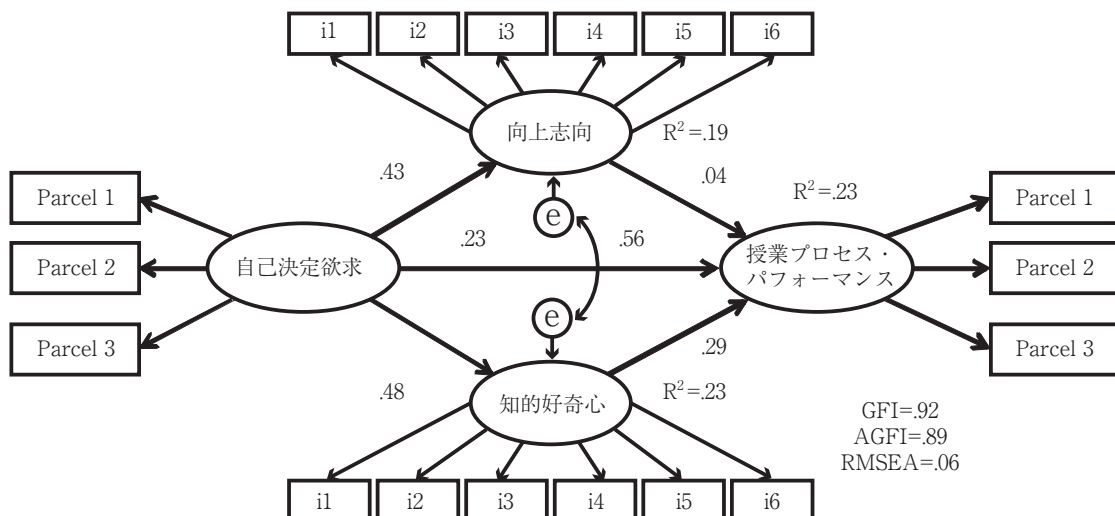 i1 i2 i3 i4 i5 i6
向上志向
R²=.19
.43
.04
R²=.23
Parcel 1
Parcel 2
Parcel 3
自己決定欲求
.23
.56
e
e
授業プロセス・
パフォーマンス
Parcel 1
Parcel 2
Parcel 3
.29
.48
知的好奇心
R²=.23
GFI=.92
AGFI=.89
RMSEA=.06
i1 i2 i3 i4 i5 i6